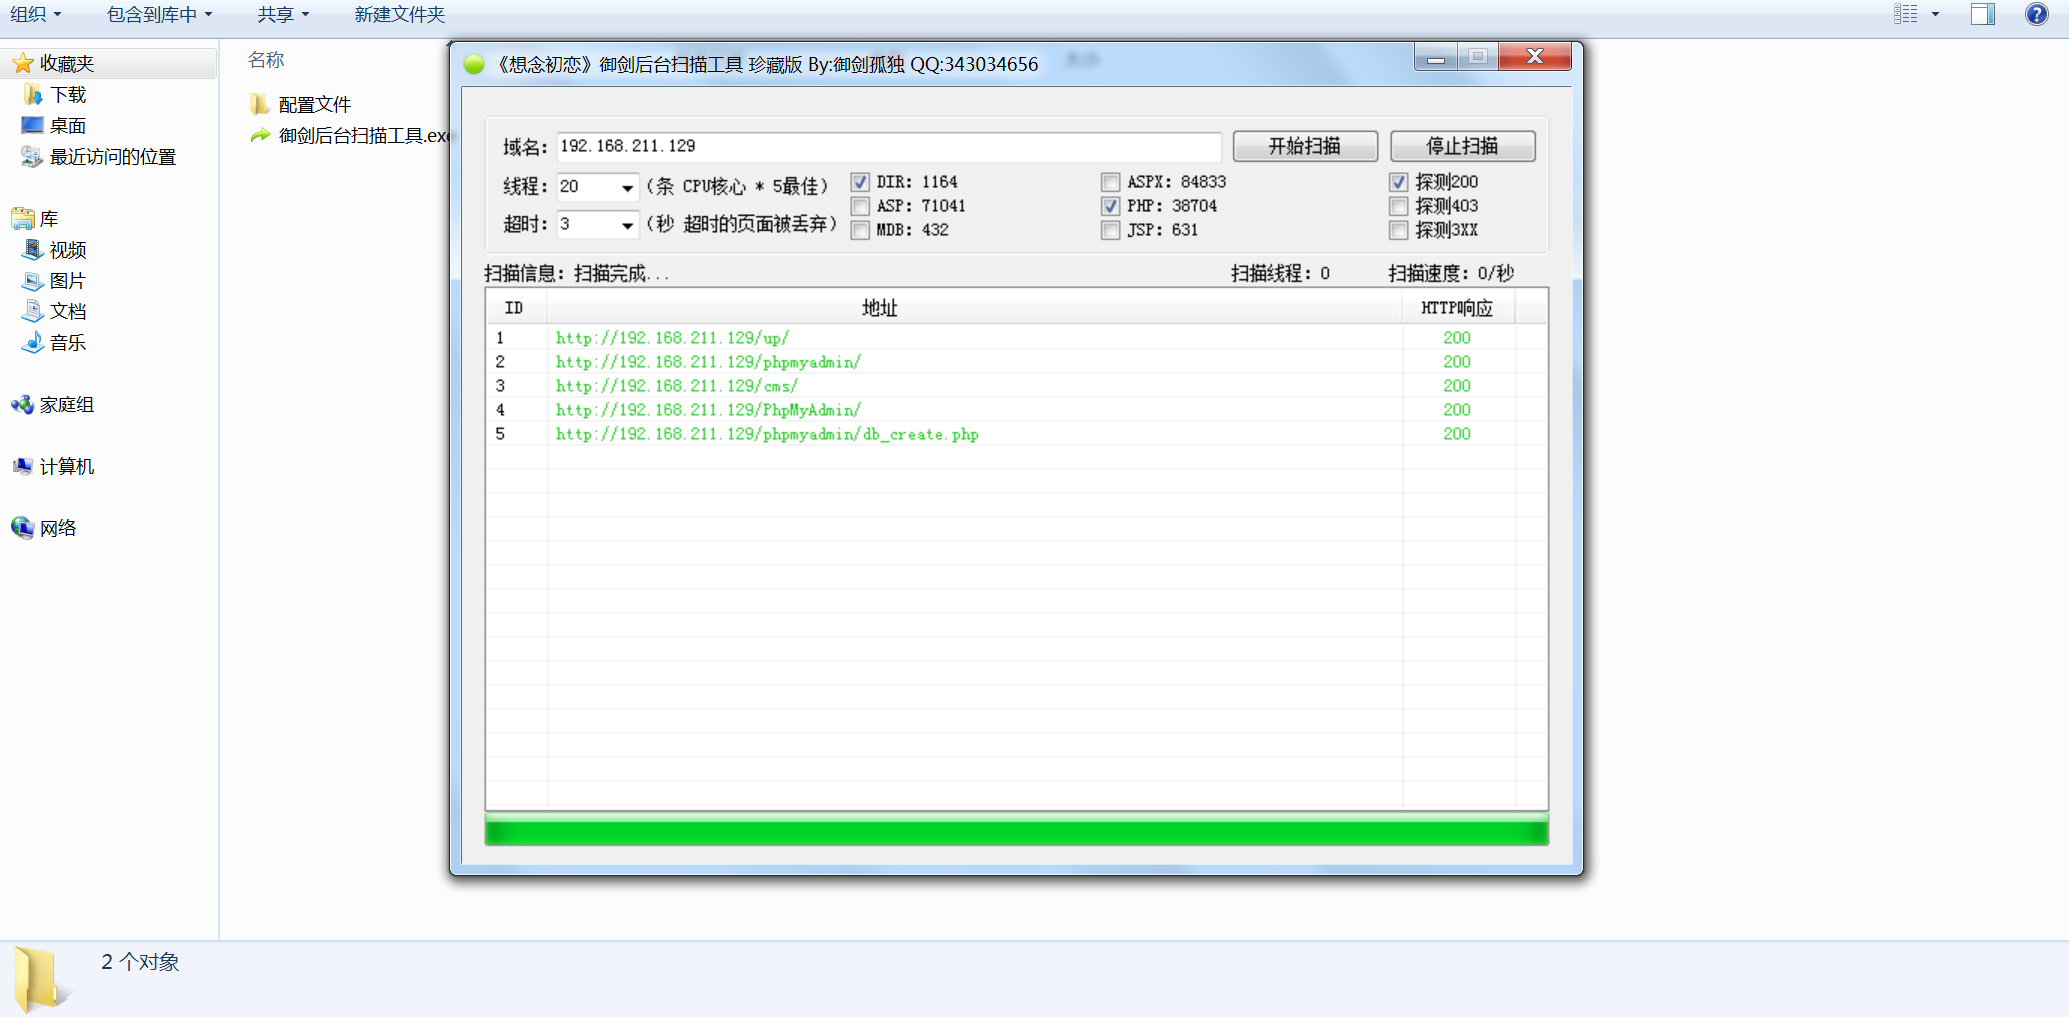 组织 包含到库中 共享 新建文件夹
收藏夹
下载
桌面
最近访问的位置
库
视频
图片
文档
音乐
家庭组
计算机
网络
名称
配置文件
御剑后台扫描工具.exe
《想念初恋》御剑后台扫描工具 珍藏版 By:御剑孤独 QQ:343034656
域名: 192.168.211.129 开始扫描 停止扫描
线程: 20 (条 CPU核心 * 5最佳) DIR: 1164 ASPX: 84833 探测200
ASP: 71041 PHP: 38704 探测403
超时: 3 (秒 超时的页面被丢弃) MDB: 432 JSP: 631 探测3XX
扫描信息: 扫描完成... 扫描线程: 0 扫描速度: 0/秒
ID 地址 HTTP响应
1 http://192.168.211.129/up/ 200
2 http://192.168.211.129/phpmyadmin/ 200
3 http://192.168.211.129/cms/ 200
4 http://192.168.211.129/PhpMyAdmin/ 200
5 http://192.168.211.129/phpmyadmin/db_create.php 200
2 个对象